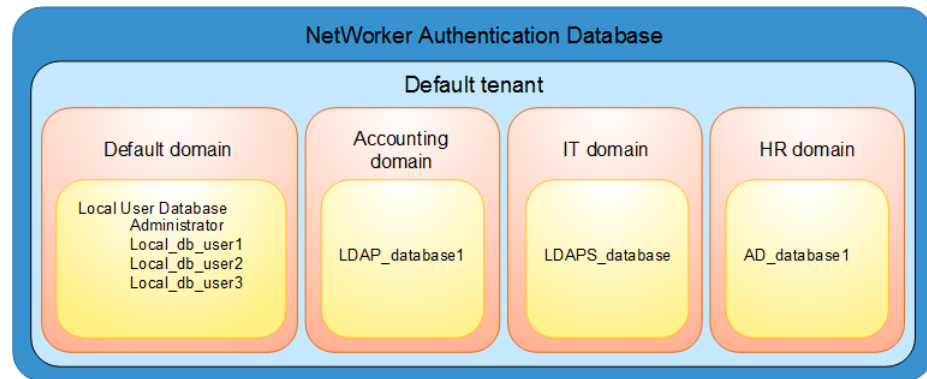 NetWorker Authentication Database
Default tenant
Default domain
Local User Database
Administrator
Local_db_user1
Local_db_user2
Local_db_user3
Accounting
domain
LDAP_database1
IT domain
LDAPS_database
HR domain
AD_database1